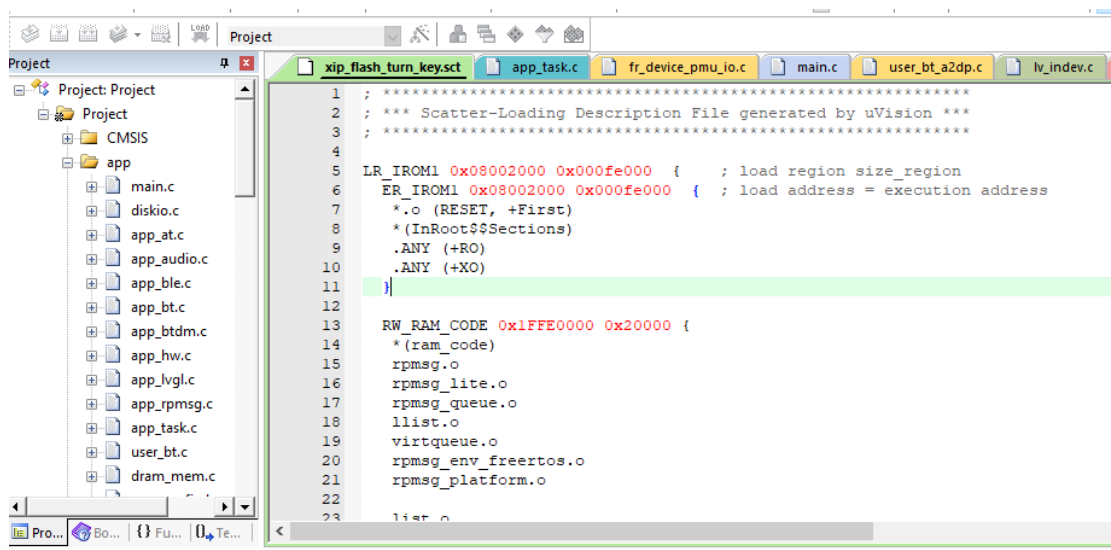 LOAD
Project
Project
Project: Project
Project
CMSIS
app
main.c
diskio.c
app_at.c
app_audio.c
app_ble.c
app_bt.c
app_btdm.c
app_hw.c
app_lvgl.c
app_rpmsg.c
app_task.c
user_bt.c
dram_mem.c
Pro... Bo... {} Fu... Te...
xip_flash_turn_key.sct app_task.c fr_device_pmu_io.c main.c user_bt_a2dp.c lv_indev.c
1 ; *************************************************************
2 ; *** Scatter-Loading Description File generated by uVision ***
3 ; *************************************************************
4
5 LR_IROM1 0x08002000 0x000fe000 { ; load region size_region
6 ER_IROM1 0x08002000 0x000fe000 { ; load address = execution address
7 *.o (RESET, +First)
8 *(InRoot$$Sections)
9 .ANY (+RO)
10 .ANY (+XO)
11 }
12
13 RW_RAM_CODE 0x1FFE0000 0x20000 {
14 *(ram_code)
15 rpmsg.o
16 rpmsg_lite.o
17 rpmsg_queue.o
18 llist.o
19 virtqueue.o
20 rpmsg_env_freertos.o
21 rpmsg_platform.o
22
23 list.o